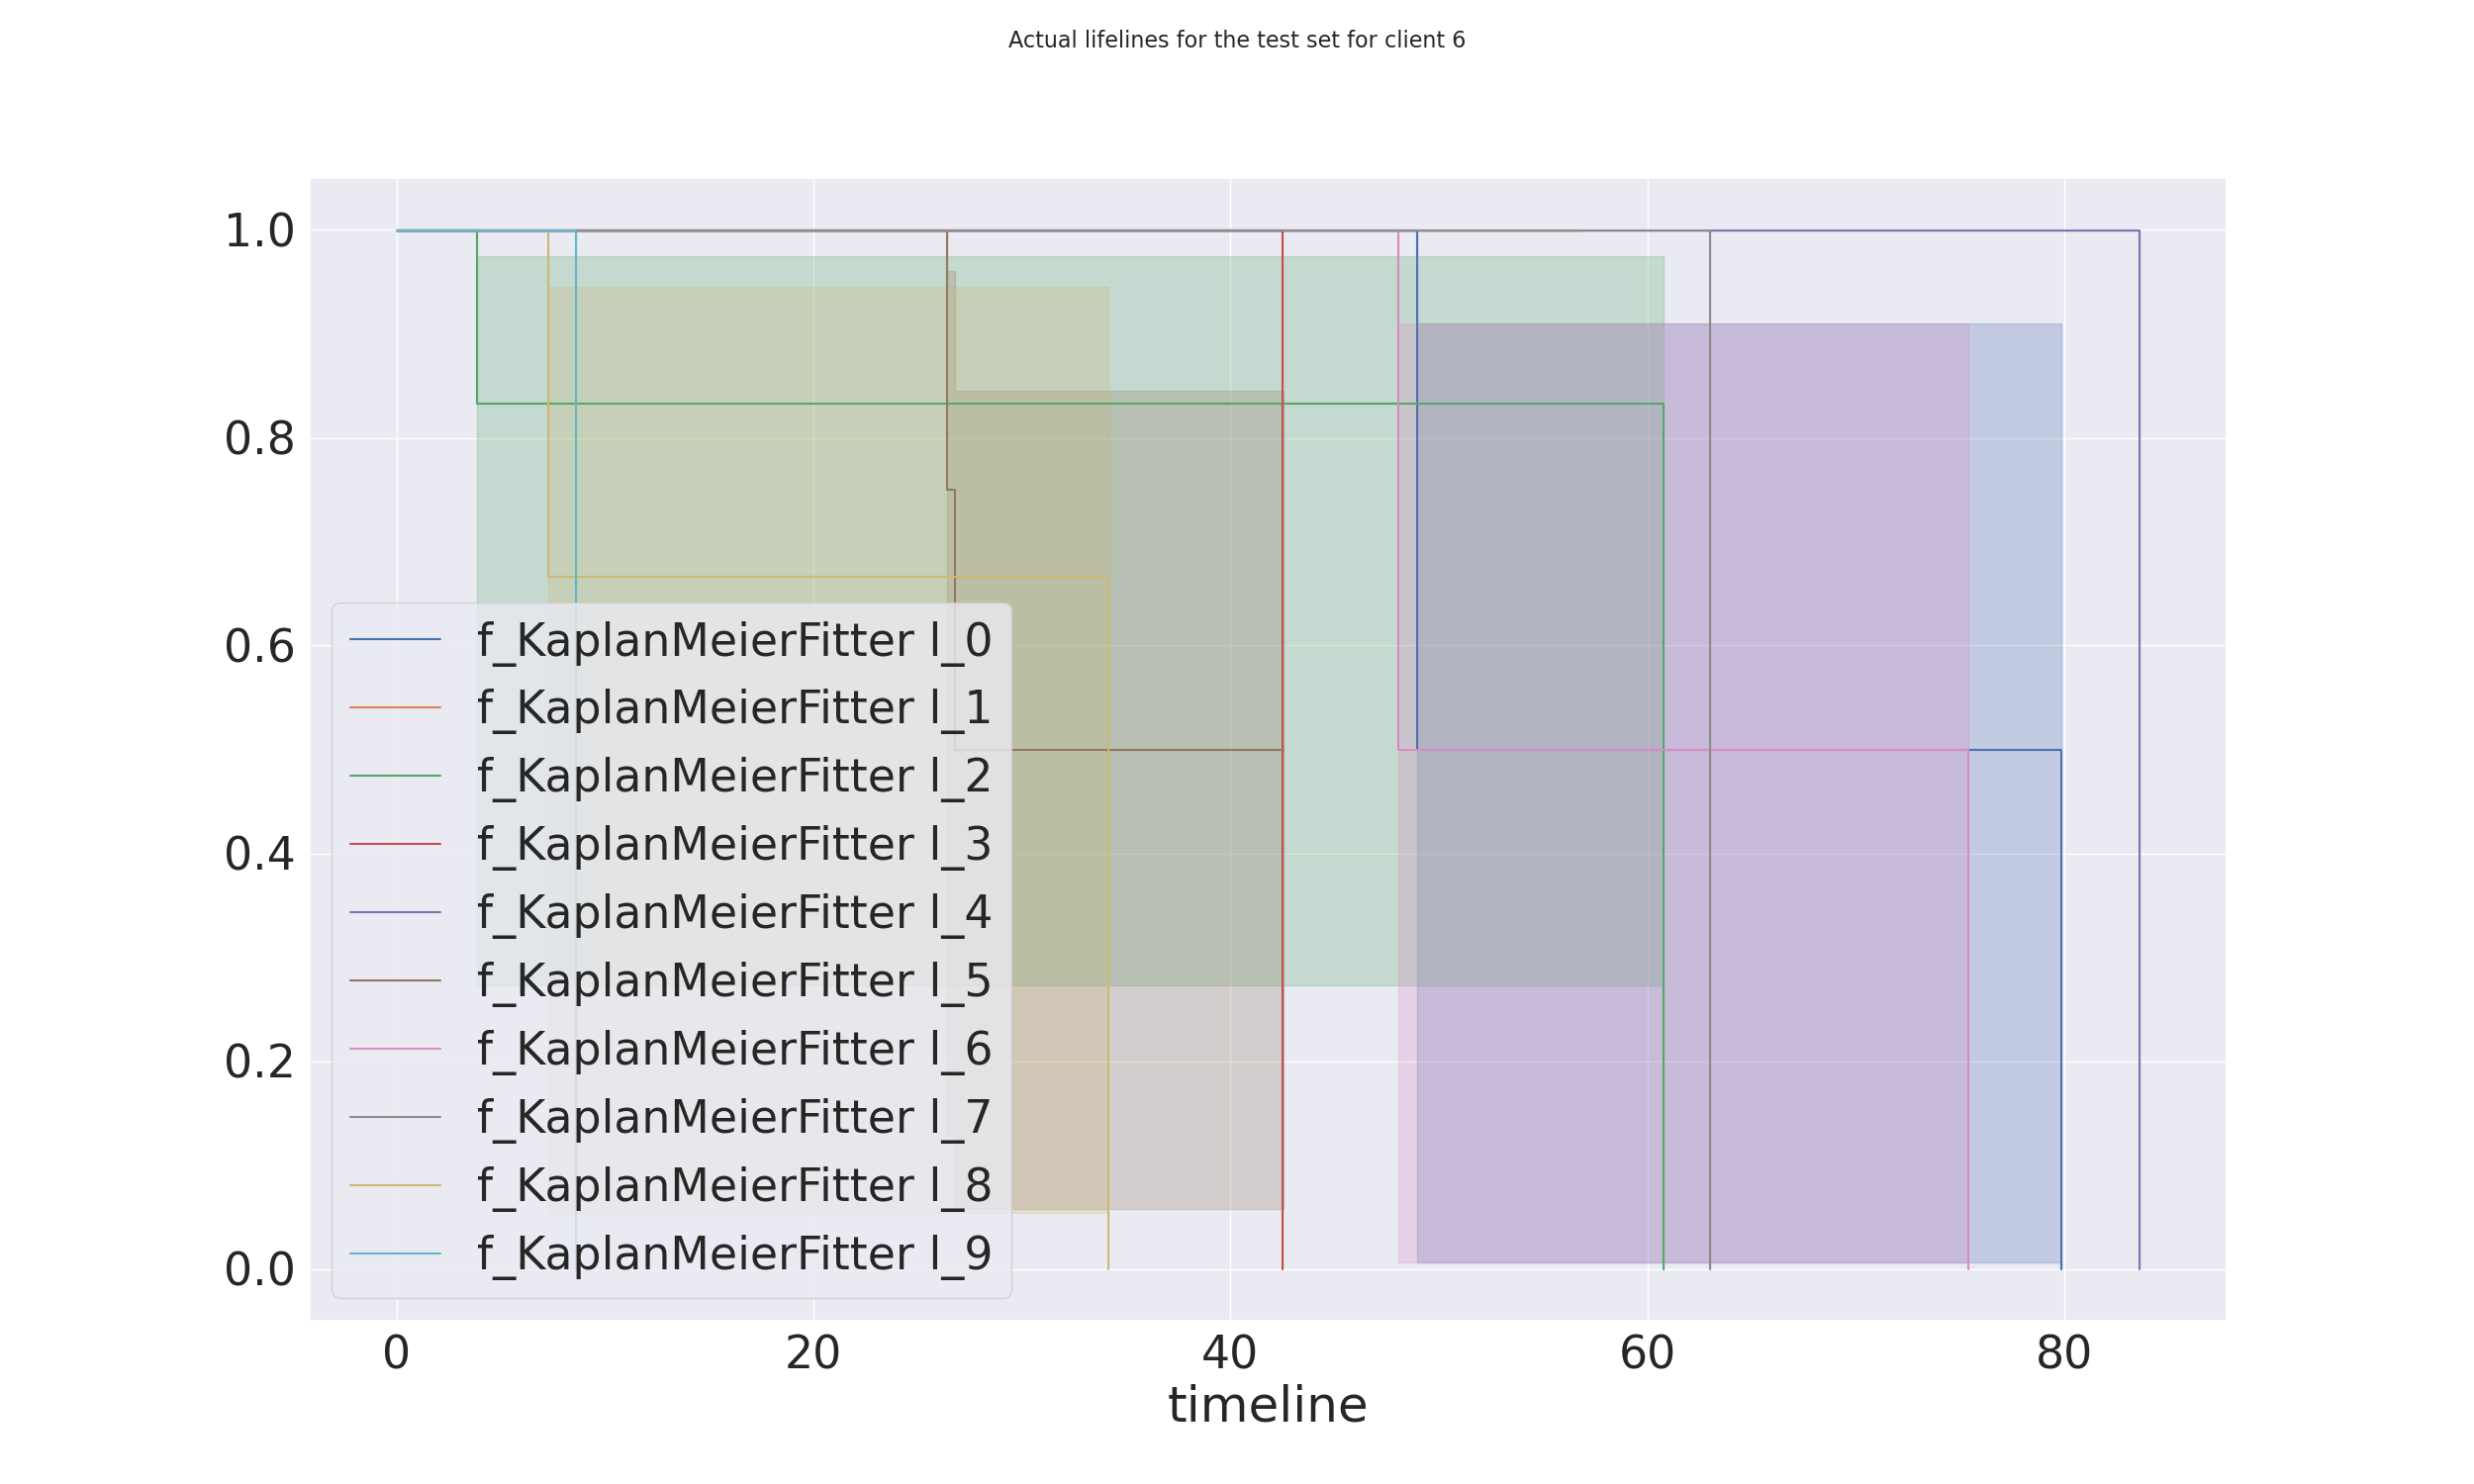 Actual lifelines for the test set for client 6
1.0
0.8
0.6
0.4
0.2
0.0
f_KaplanMeierFitter l_0
f_KaplanMeierFitter l_1
f_KaplanMeierFitter l_2
f_KaplanMeierFitter l_3
f_KaplanMeierFitter l_4
f_KaplanMeierFitter l_5
f_KaplanMeierFitter l_6
f_KaplanMeierFitter l_7
f_KaplanMeierFitter l_8
f_KaplanMeierFitter l_9
0 20 40 60 80
timeline